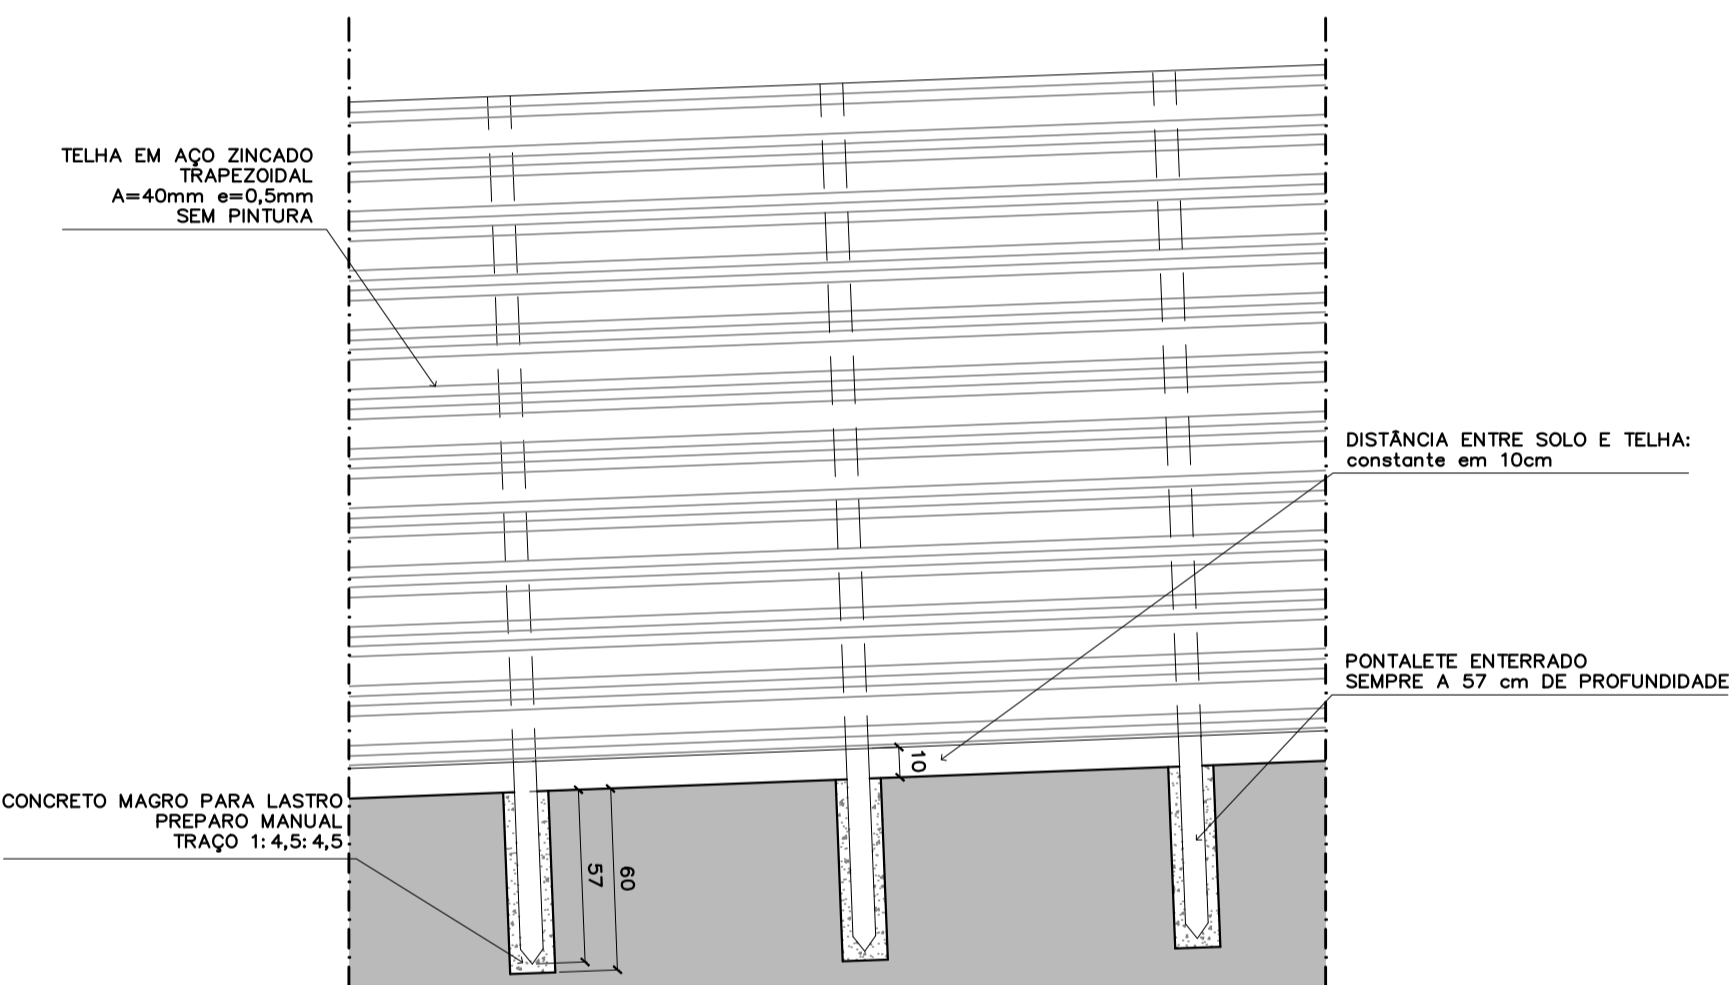 TELHA EM AÇO ZINCADO
TRAPEZOIDAL
A=40mm e=0,5mm
SEM PINTURA
DISTÂNCIA ENTRE SOLO E TELHA:
constante em 10cm
PONTALETE ENTERRADO
SEMPRE A 57 cm DE PROFUNDIDADE
10
CONCRETO MAGRO PARA LASTRO
PREPARO MANUAL
TRAÇO 1:4,5:4,5
57
60